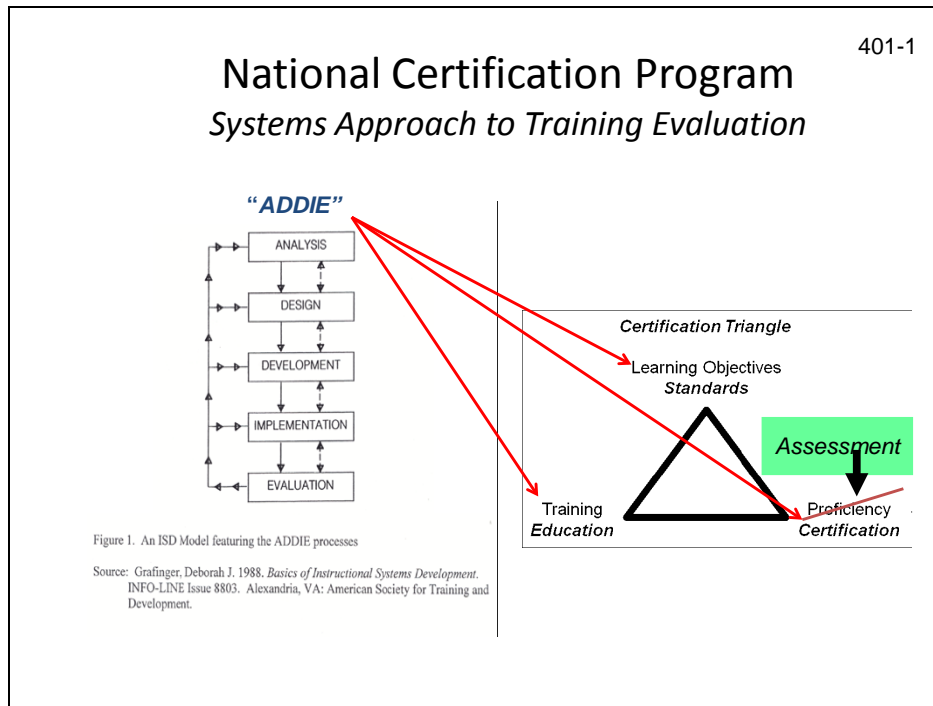 401-1
National Certification Program
Systems Approach to Training Evaluation
“ADDIE”
ANALYSIS
DESIGN
DEVELOPMENT
IMPLEMENTATION
EVALUATION
Figure 1. An ISD Model featuring the ADDIE processes
Source: Grafinger, Deborah J. 1988. Basics of Instructional Systems Development.
INFO-LINE Issue 8803. Alexandria, VA: American Society for Training and
Development.
Certification Triangle
Learning Objectives
Standards
Assessment
Training
Education
Proficiency
Certification